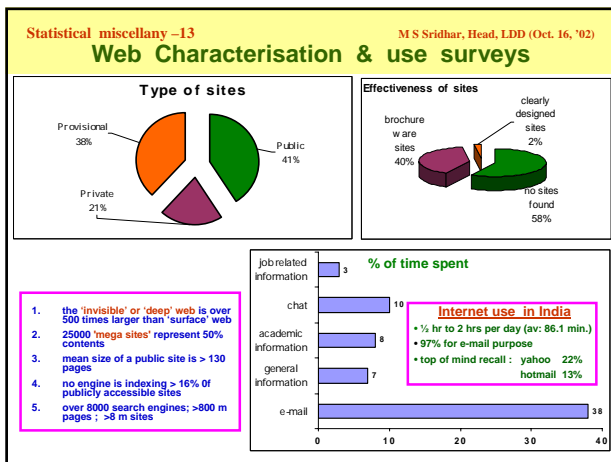 Statistical miscellany –13
M S Sridhar, Head, LDD (Oct. 16, '02)
Web Characterisation & use surveys
Type of sites
Provisional
38%
Public
41%
Private
21%
Effectiveness of sites
clearly
designed
sites
2%
brochure
ware
sites
40%
no sites
found
58%
1. the 'invisible' or 'deep' web is over
500 times larger than 'surface' web
2. 25000 'mega sites' represent 50%
contents
3. mean size of a public site is > 130
pages
4. no engine is indexing > 16% 0f
publicly accessible sites
5. over 8000 search engines; >800 m
pages ; >8 m sites
% of time spent
job related
information
3
chat
10
academic
information
8
general
information
7
e-mail
38
0 10 20 30 40
Internet use in India
• ½ hr to 2 hrs per day (av: 86.1 min.)
• 97% for e-mail purpose
• top of mind recall : yahoo 22%
hotmail 13%